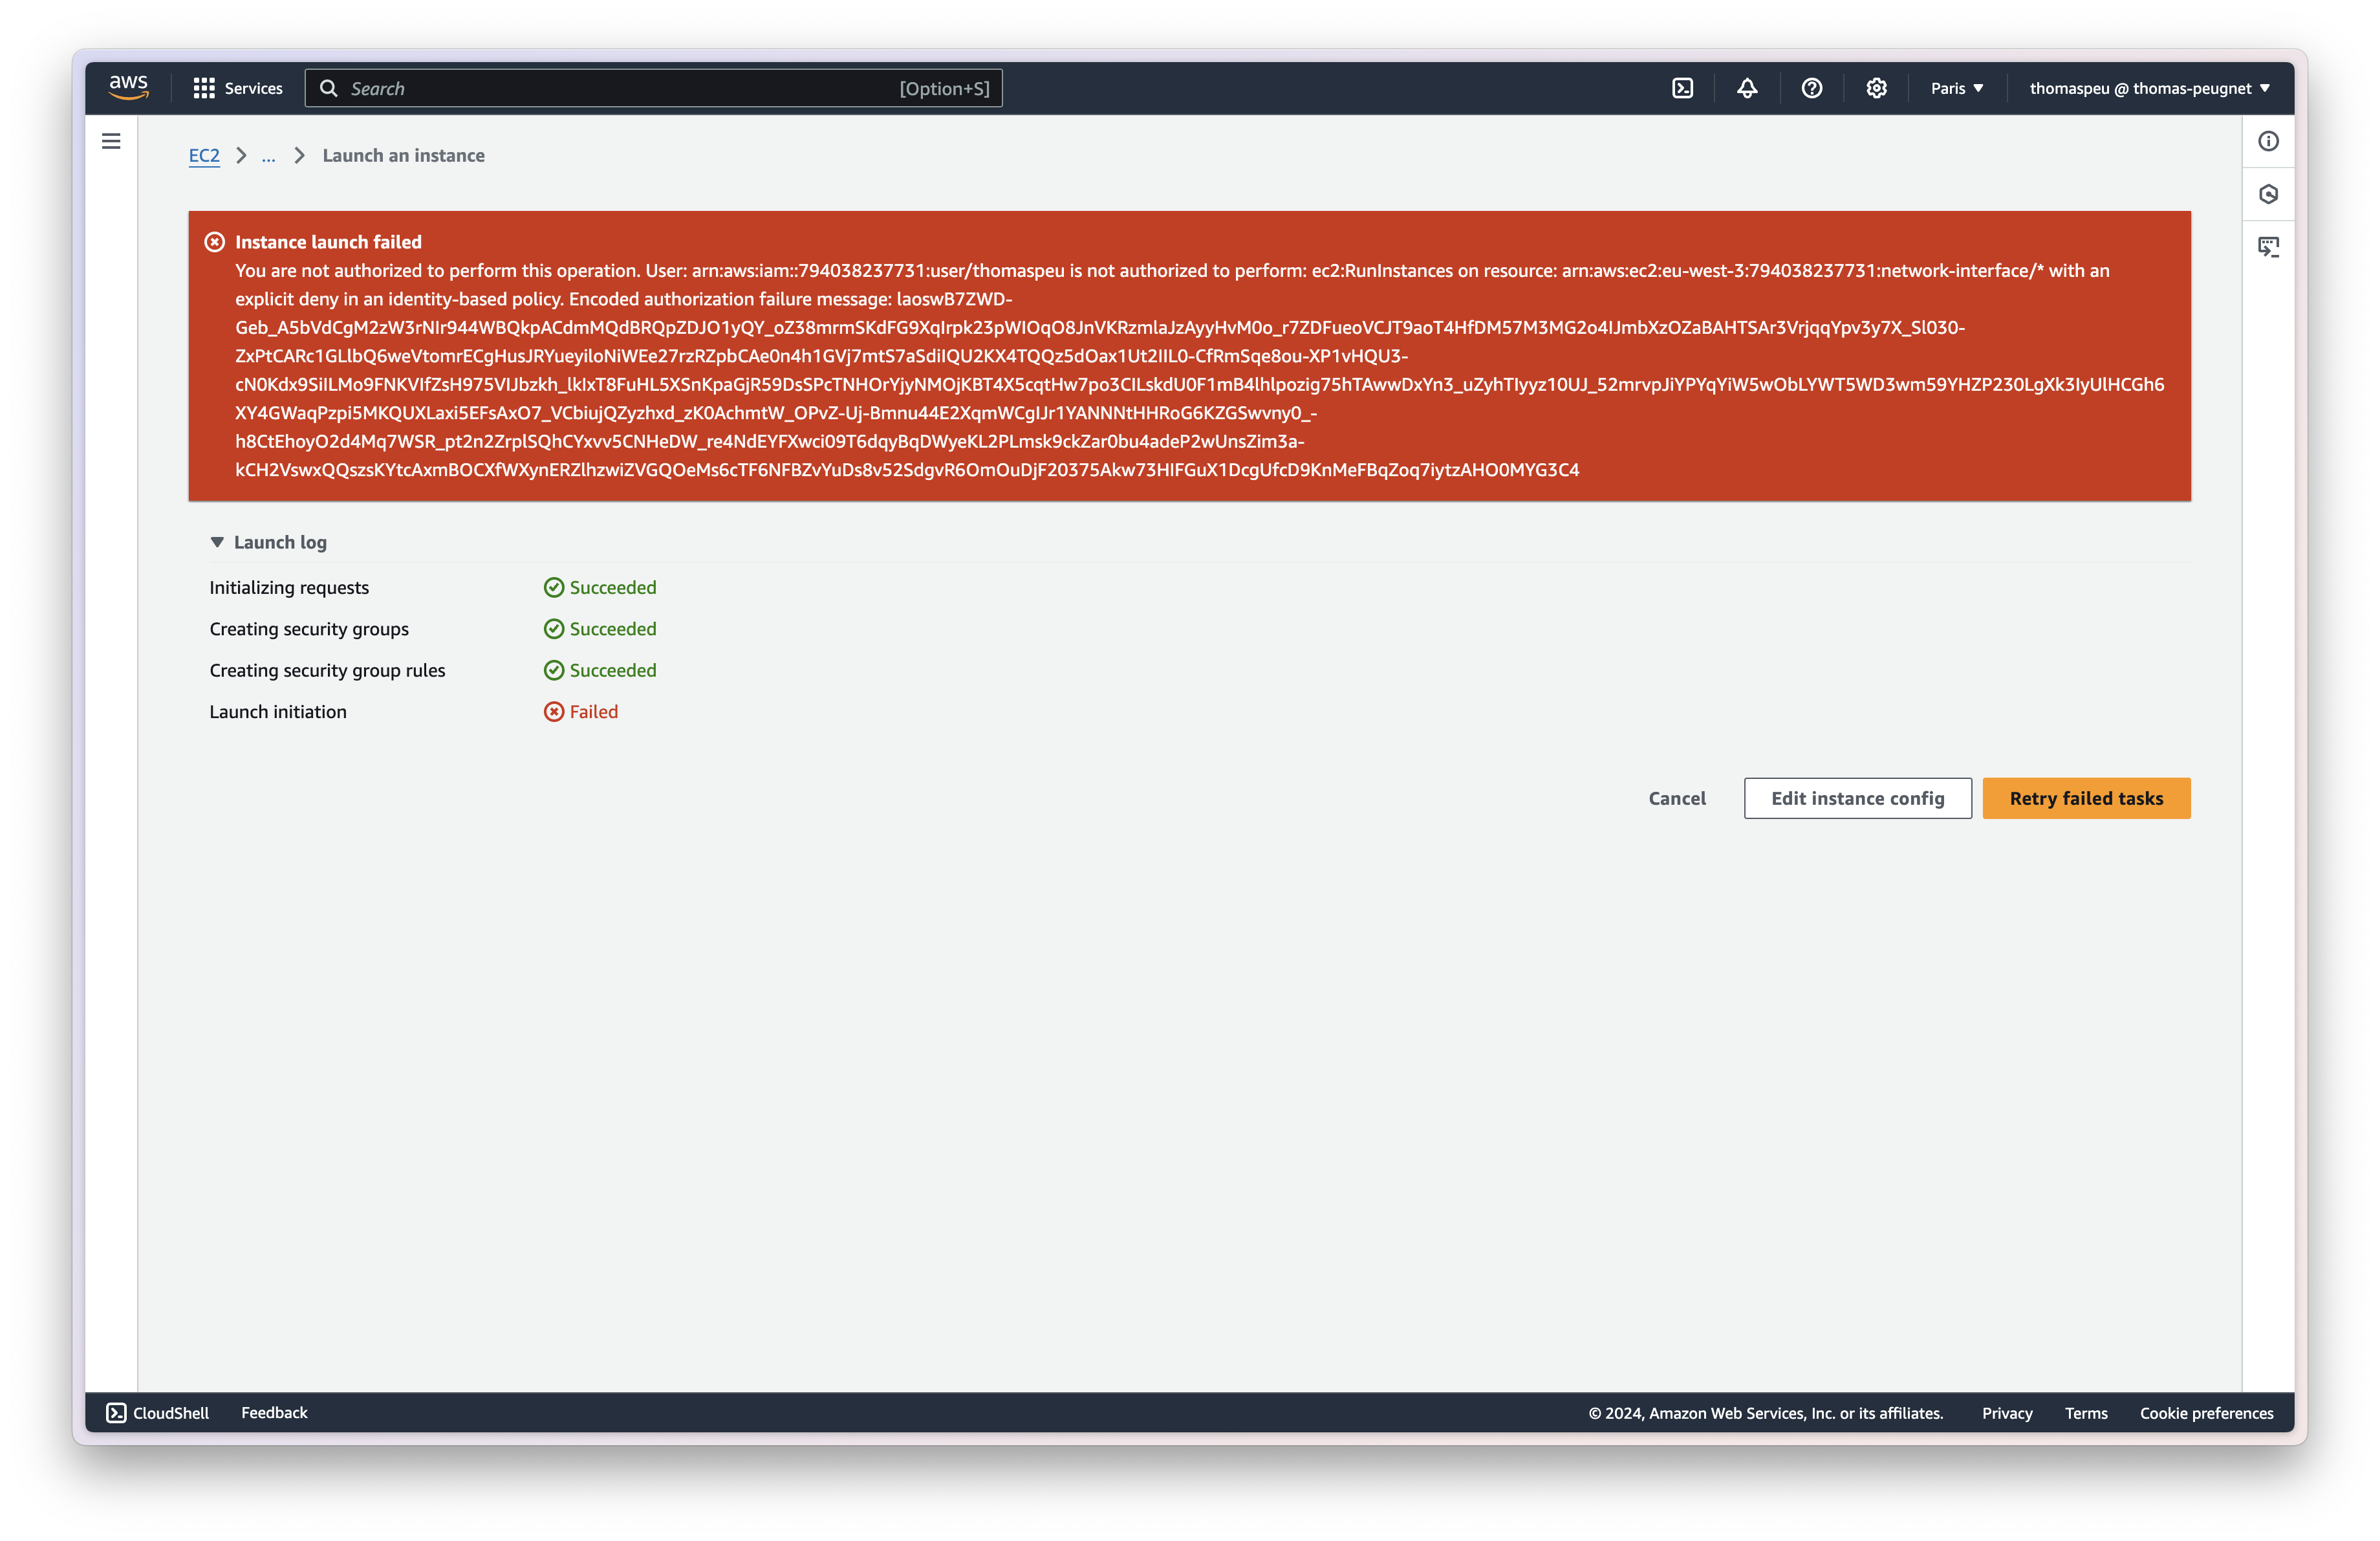 aws
Services
Search
[Option+S]
Paris
thomaspeu @ thomas-peugnet
EC2
...
Launch an instance
Instance launch failed
You are not authorized to perform this operation. User: arn:aws:iam::794038237731:user/thomaspeu is not authorized to perform: ec2:RunInstances on resource: arn:aws:ec2:eu-west-3:794038237731:network-interface/* with an
explicit deny in an identity-based policy. Encoded authorization failure message: laoswB7ZWD-
Geb_A5bVdCgM2zW3rNIr944WBQkpACdmMQdBRQpZDJO1yQY_oZ38mrmSKdFG9XqIrpk23pWIOqO8JnVKRzmlaJzAyyHvM0o_r7ZDFueoVCJT9aoT4HfDM57M3MG2o4IJmbXzOZaBAHTSAr3VrjqqYpv3y7X_Sl030-
ZxPtCARc1GLlbQ6weVtomrECgHusJRYueyiloNiWEe27rzRZpbCAe0n4h1GVj7mtS7aSdiIQU2KX4TQQz5dOax1Ut2IIL0-CfRmSqe8ou-XP1vHQU3-
cN0Kdx9SiILMo9FNKVIfZsH975VIJbzkh_lkIxT8FuHL5XSnKpaGjR59DsSPcTNHOrYjyNMOjKBT4X5cqtHw7po3CILskdU0F1mB4lhlpozig75hTAwwDxYn3_uZyhTIyyz10UJ_52mrvpJiYPYqYiW5wObLYWT5WD3wm59YHZP230LgXk3IyUlHCGh6
XY4GWaqPzpi5MKQUXLaxi5EFsAxO7_VCbiujQZyzhxd_zK0AchmtW_OPvZ-Uj-Bmnu44E2XqmWCgIJr1YANNNtHHRoG6KZGSwvny0_-
h8CtEhoyO2d4Mq7WSR_pt2n2ZrplSQhCYxvv5CNHeDW_re4NdEYFXwci09T6dqyBqDWyeKL2PLmsk9ckZar0bu4adeP2wUnsZim3a-
kCH2VswxQQszsKYtcAxmBOCXfWXynERZlhzwiZVGQOeMs6cTF6NFBZvYuDs8v52SdgvR6OmOuDjF20375Akw73HIFGuX1DcgUfcD9KnMeFBqZoq7iytzAHO0MYG3C4
Launch log
Initializing requests Succeeded
Creating security groups Succeeded
Creating security group rules Succeeded
Launch initiation Failed
Cancel
Edit instance config
Retry failed tasks
CloudShell
Feedback
© 2024, Amazon Web Services, Inc. or its affiliates.
Privacy
Terms
Cookie preferences